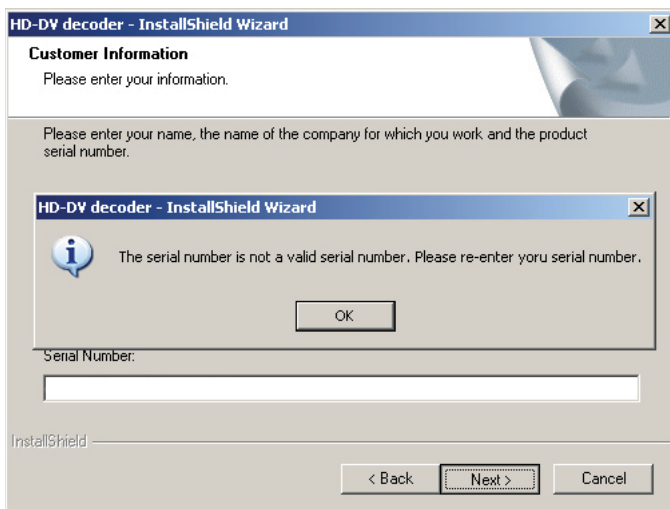 HD-DV decoder - InstallShield Wizard
Customer Information
Please enter your information.
Please enter your name, the name of the company for which you work and the product
serial number.
HD-DV decoder - InstallShield Wizard
The serial number is not a valid serial number. Please re-enter yoru serial number.
OK
Serial Number:
InstallShield
< Back
Next >
Cancel